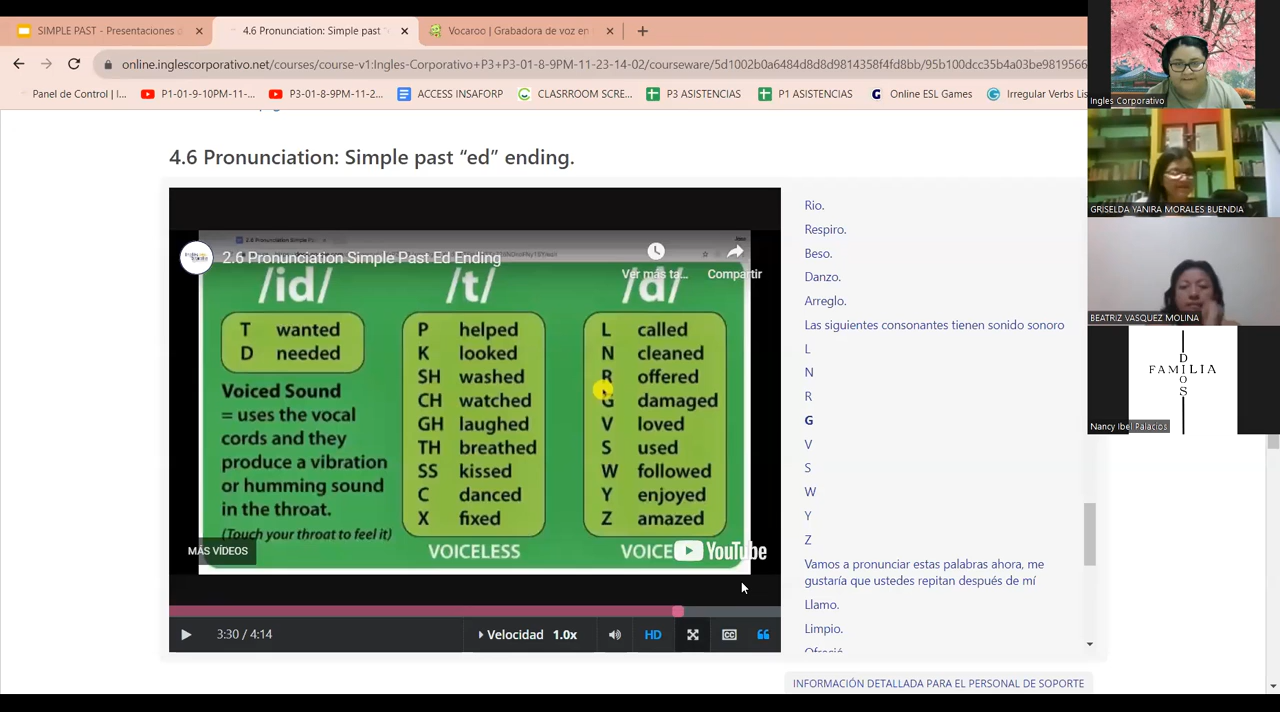 SIMPLE PAST - Presentaciones
4.6 Pronunciation: Simple past
Vocaroo | Grabadora de voz en
online.inglescorporativo.net/courses/course-v1:Ingles-Corporativo+P3+P3-01-8-9PM-11-23-14-02/courseware/5d1002b0a6484d8d8d9814358f4fd8bb/95b100dcc35b4a03be9819566
Panel de Control | I...
P1-01-9-10PM-11-...
P3-01-8-9PM-11-2...
ACCESS INSAFORP
CLASRROOM SCRE...
P3 ASISTENCIAS
P1 ASISTENCIAS
Online ESL Games
Irregular Verbs Lis
4.6 Pronunciation: Simple past “ed” ending.
2.6 Pronunciation Simple Past Ed Ending
Ver más ta...
Compartir
/id/
T wanted
D needed
Voiced Sound
= uses the vocal
cords and they
produce a vibration
or humming sound
in the throat.
(Touch your throat to feel it)
/t/
P helped
K looked
SH washed
CH watched
GH laughed
TH breathed
SS kissed
C danced
X fixed
VOICELESS
/d/
L called
N cleaned
R offered
G damaged
V loved
S used
W followed
Y enjoyed
Z amazed
VOICE
YouTube
MÁS VÍDEOS
3:30 / 4:14
Velocidad 1.0x
HD
Rio.
Respiro.
Beso.
Danzo.
Arreglo.
Las siguientes consonantes tienen sonido sonoro
L
N
R
G
V
S
W
Y
Z
Vamos a pronunciar estas palabras ahora, me
gustaría que ustedes repitan después de mí
Llamo.
Limpio.
Ofreció.
INFORMACIÓN DETALLADA PARA EL PERSONAL DE SOPORTE
Ingles Corporativo
GRISELDA YANIRA MORALES BUENDIA
BEATRIZ VASQUEZ MOLINA
FAMILIA
DIOS
Nancy Ibel Palacios